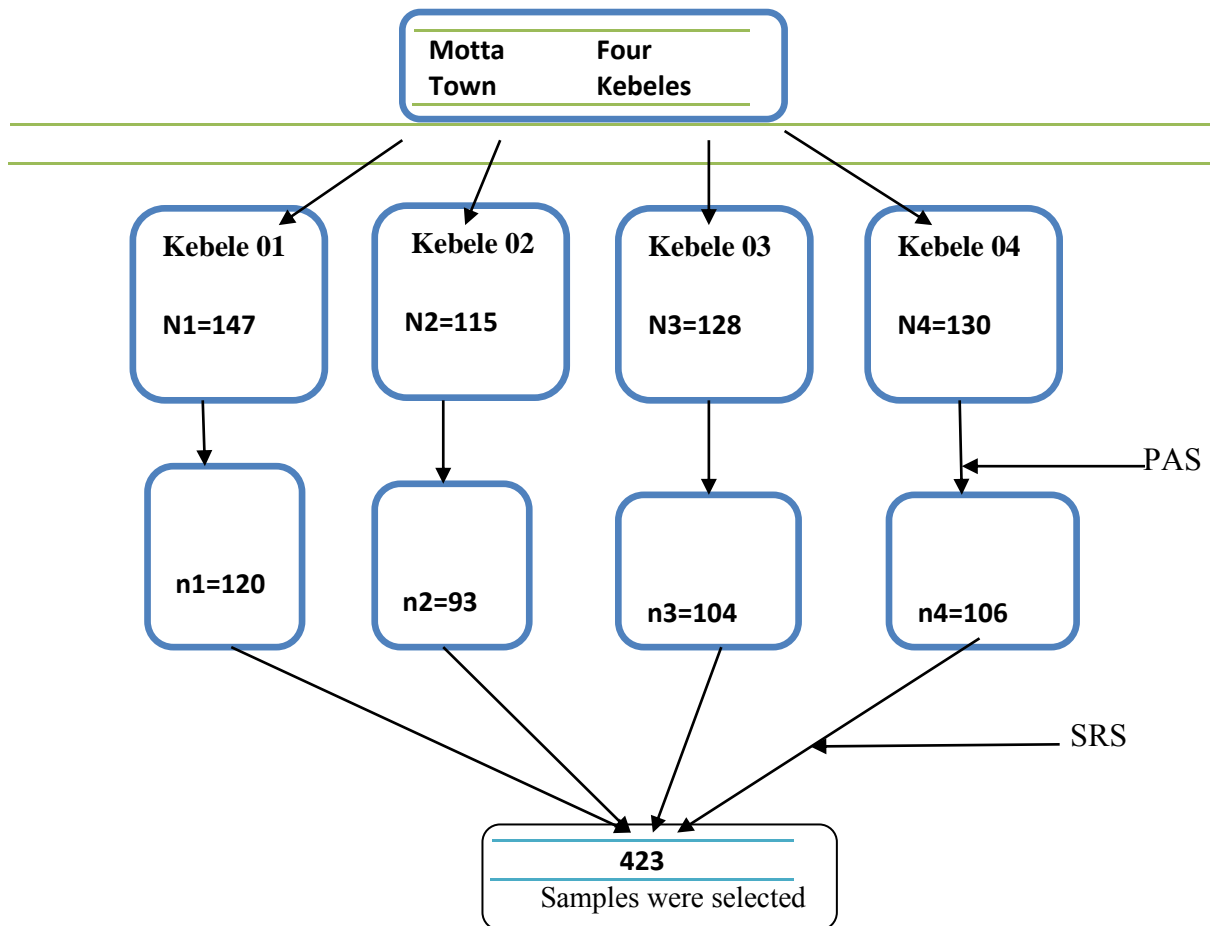 Motta Four
Town Kebeles
Kebele 01
Kebele 02
Kebele 03
Kebele 04
N1=147
N2=115
N3=128
N4=130
PAS
n1=120
n2=93
n3=104
n4=106
SRS
423
Samples were selected